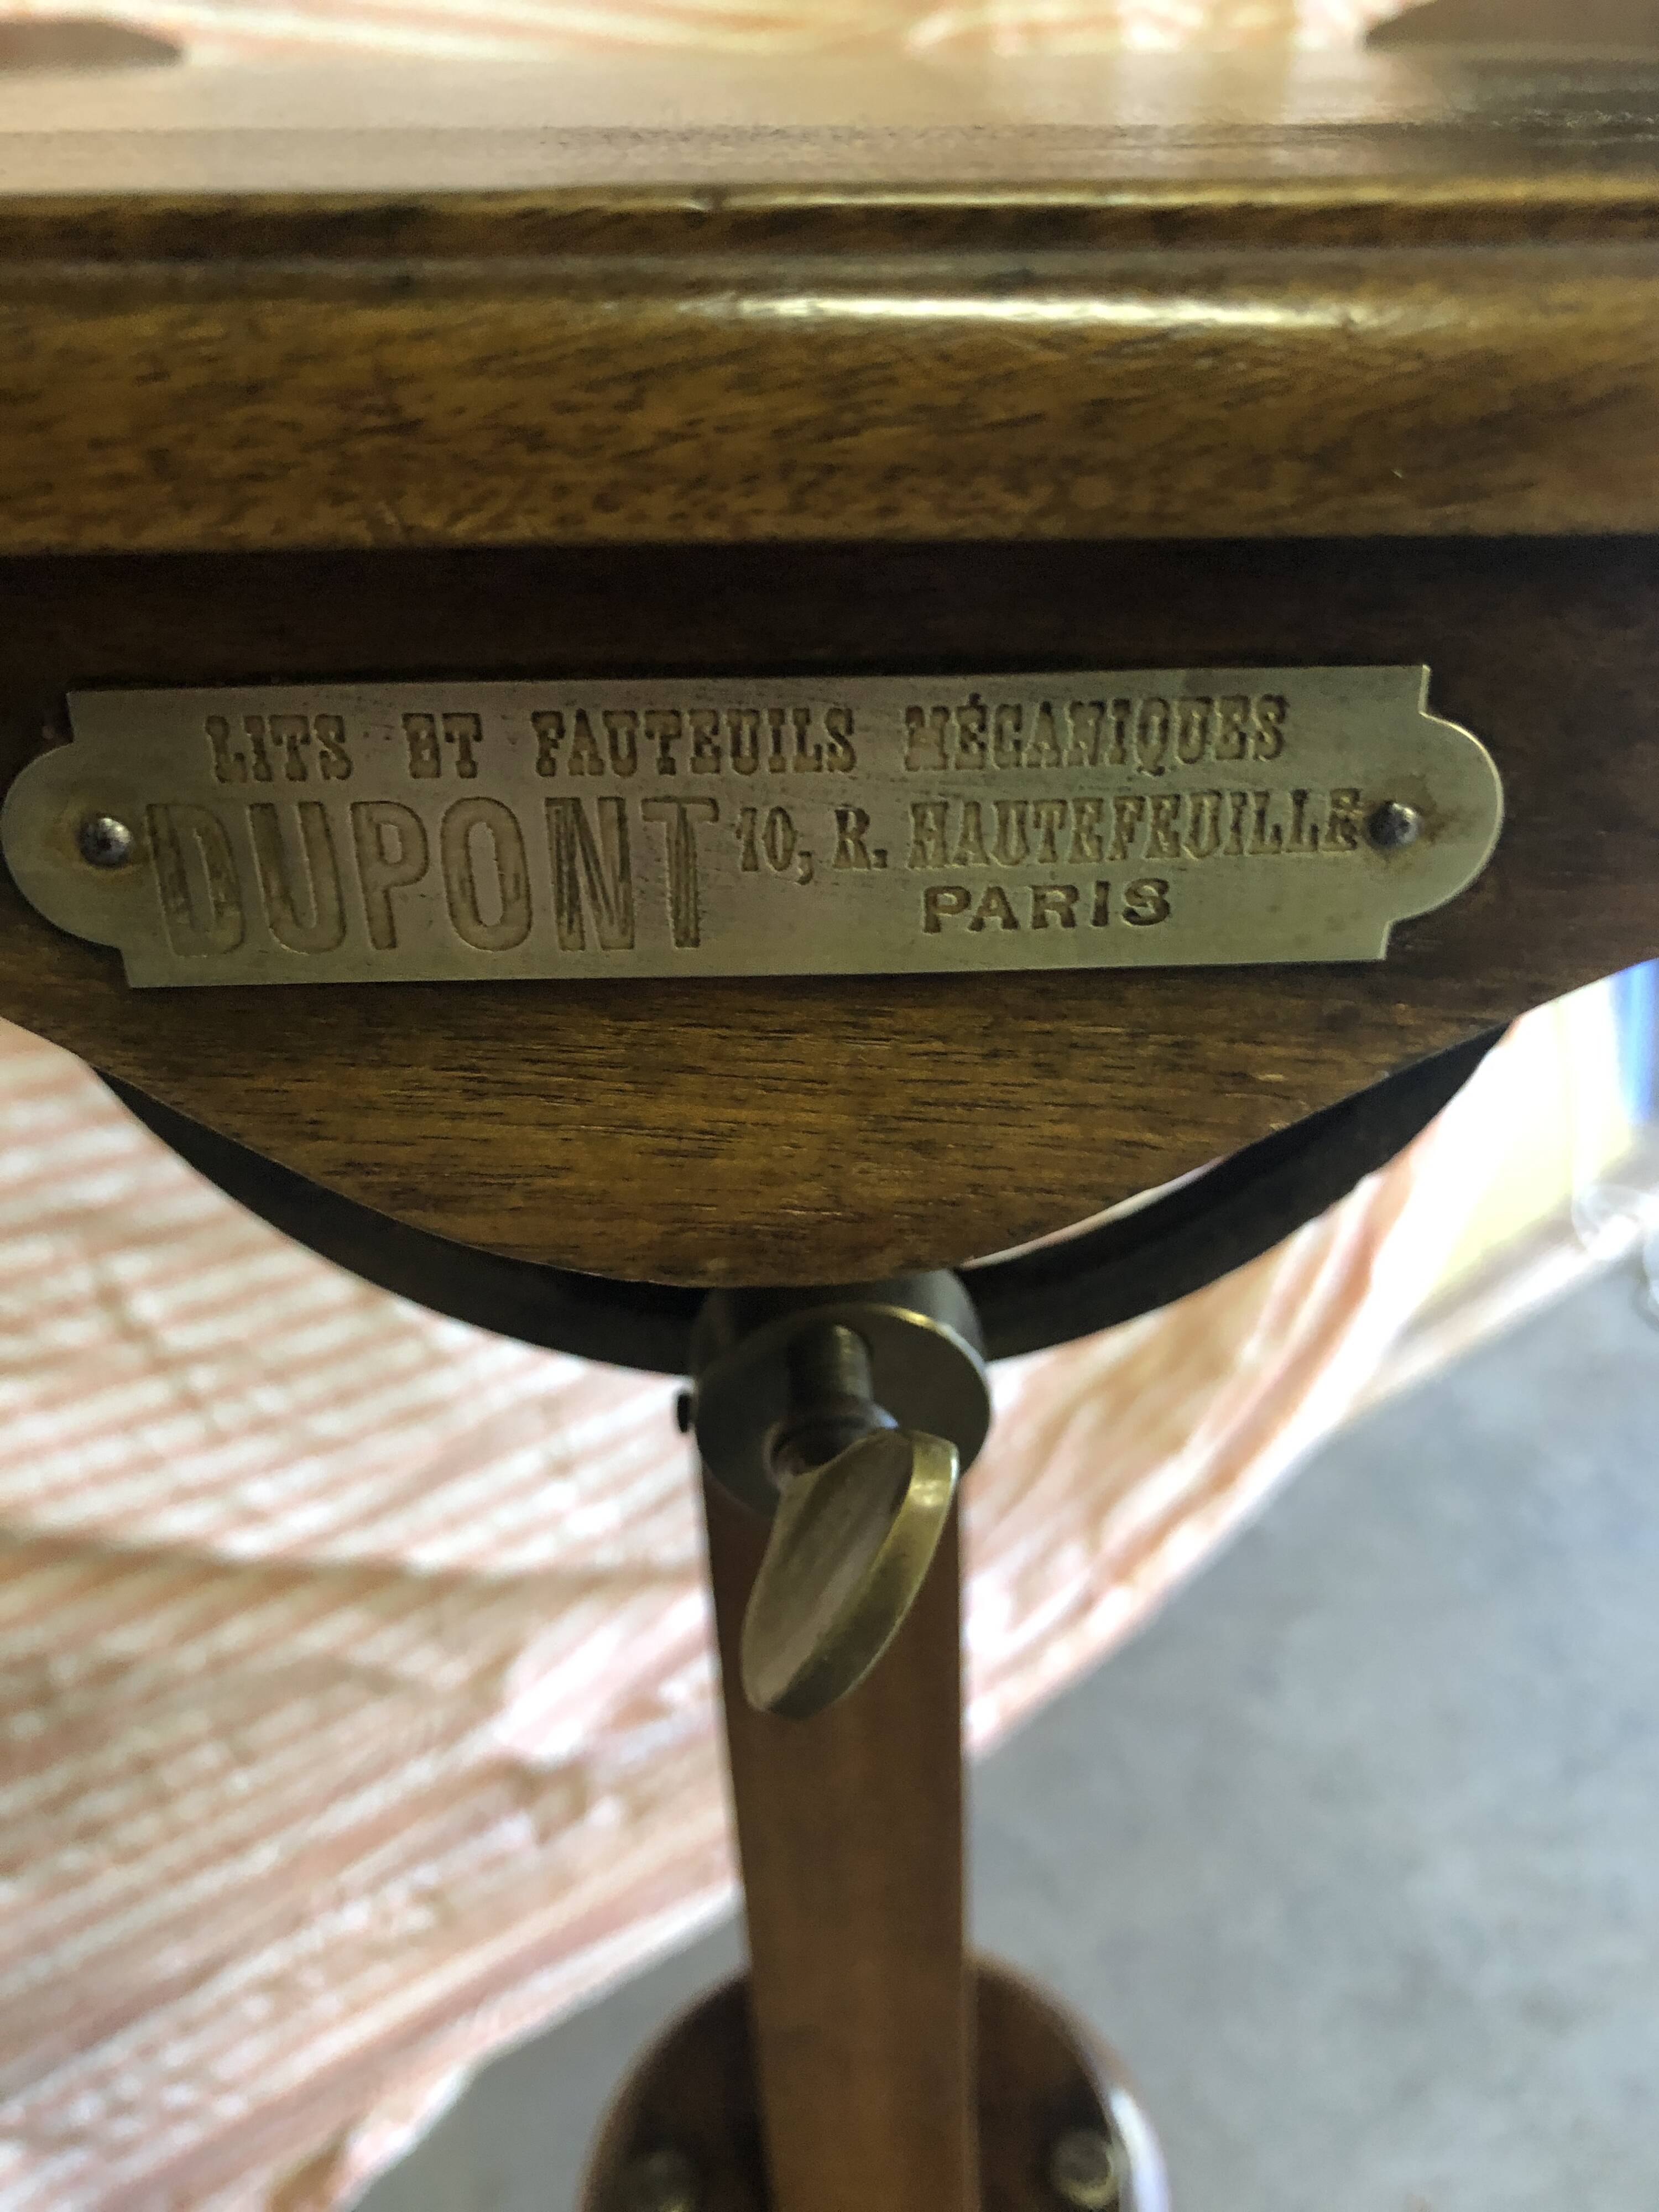 LITS ET FAUTEUILS MÉCANIQUES
DUPONT 10, R. HAUTEFEUILLE
PARIS